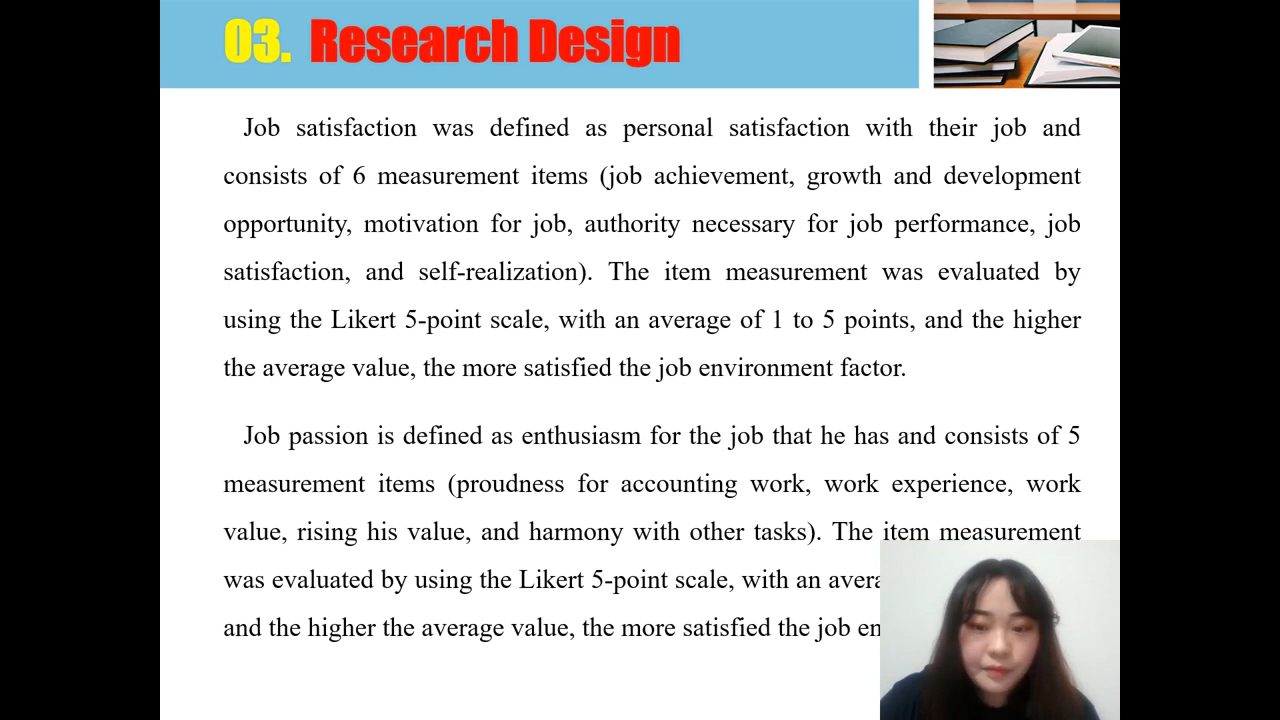 03. Research Design
Job satisfaction was defined as personal satisfaction with their job and
consists of 6 measurement items (job achievement, growth and development
opportunity, motivation for job, authority necessary for job performance, job
satisfaction, and self-realization). The item measurement was evaluated by
using the Likert 5-point scale, with an average of 1 to 5 points, and the higher
the average value, the more satisfied the job environment factor.
Job passion is defined as enthusiasm for the job that he has and consists of 5
measurement items (proudness for accounting work, work experience, work
value, rising his value, and harmony with other tasks). The item measurement
was evaluated by using the Likert 5-point scale, with an
and the higher the average value, the more satisfied the job